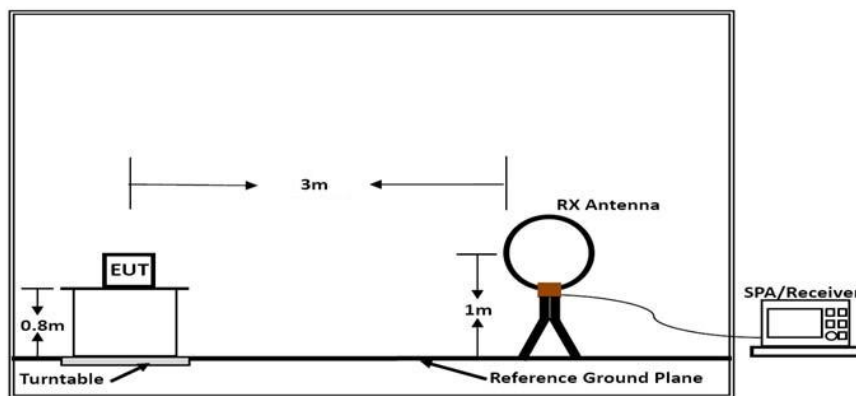 3m
RX Antenna
EUT
SPA/Receiver
0.8m
1m
Turntable
Reference Ground Plane